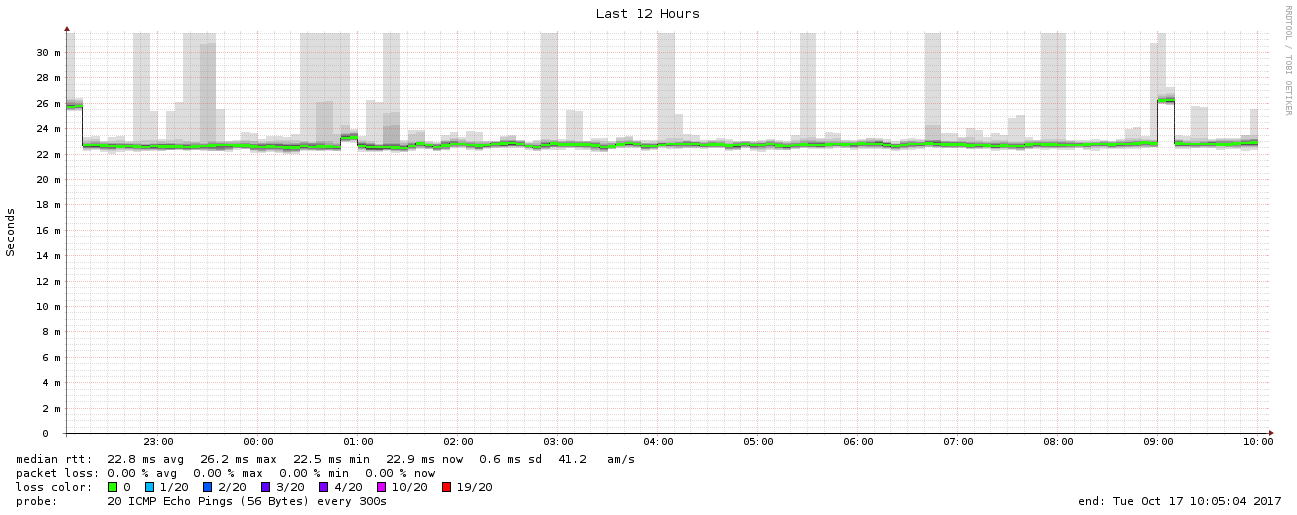 Last 12 Hours
RRDTOOL / TOBI OETIKER
Seconds
30 m
28 m
26 m
24 m
22 m
20 m
18 m
16 m
14 m
12 m
10 m
8 m
6 m
4 m
2 m
0
23:00 00:00 01:00 02:00 03:00 04:00 05:00 06:00 07:00 08:00 09:00 10:00
median rtt: 22.8 ms avg 26.2 ms max 22.5 ms min 22.9 ms now 0.6 ms sd 41.2 am/s
packet loss: 0.00 % avg 0.00 % max 0.00 % min 0.00 % now
loss color: 0 1/20 2/20 3/20 4/20 10/20 19/20
probe: 20 ICMP Echo Pings (56 Bytes) every 300s end: Tue Oct 17 10:05:04 2017